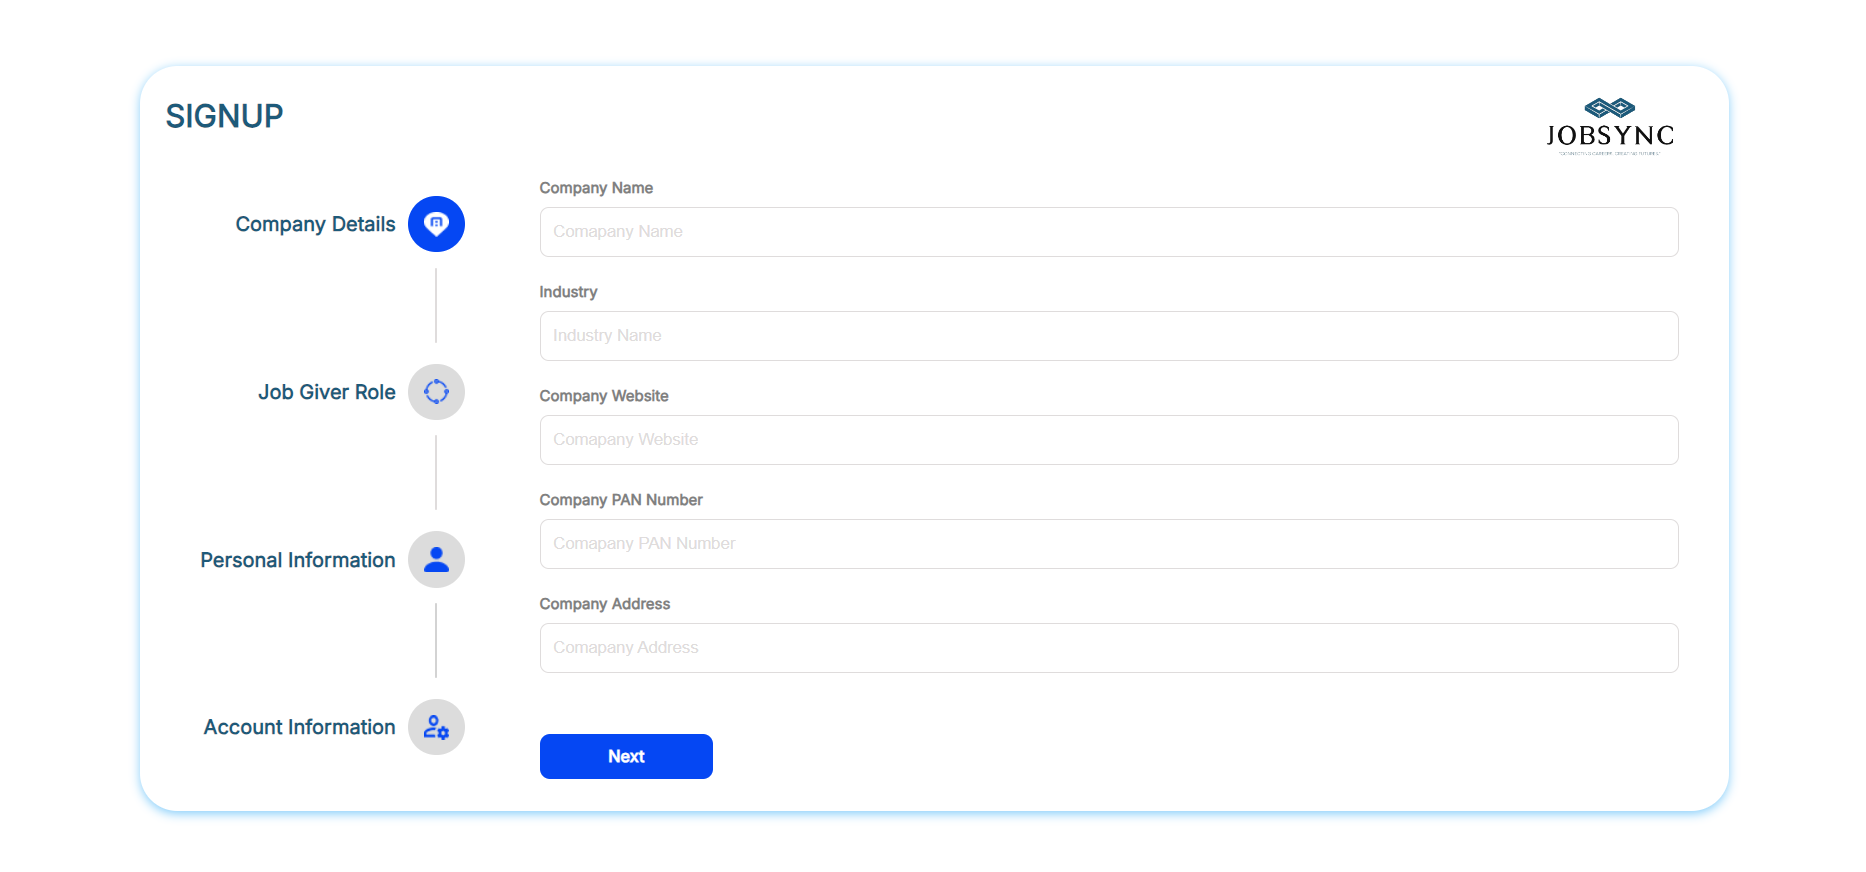 SIGNUP
JOBSYNC
Company Details
Job Giver Role
Personal Information
Account Information
Company Name
Comapany Name
Industry
Industry Name
Company Website
Comapany Website
Company PAN Number
Comapany PAN Number
Company Address
Comapany Address
Next